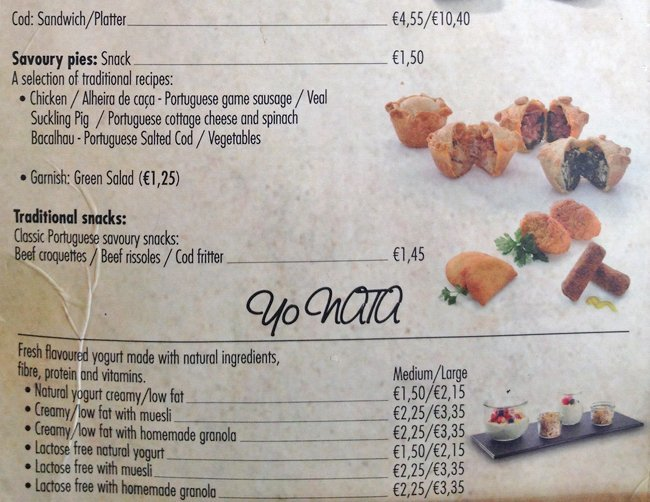 Cod: Sandwich/Platter €4,55/€10,40
Savoury pies: Snack €1,50
A selection of traditional recipes:
• Chicken / Alheira de caça - Portuguese game sausage / Veal
Suckling Pig / Portuguese cottage cheese and spinach
Bacalhau - Portuguese Salted Cod / Vegetables
• Garnish: Green Salad (€1,25)
Traditional snacks:
Classic Portuguese savoury snacks:
Beef croquettes / Beef rissoles / Cod fritter €1,45
Yo NATA
Fresh flavoured yogurt made with natural ingredients,
fibre, protein and vitamins. Medium/Large
• Natural yogurt creamy/low fat €1,50/€2,15
• Creamy/low fat with muesli €2,25/€3,35
• Creamy/low fat with homemade granola €2,25/€3,35
• Lactose free natural yogurt €1,50/€2,15
• Lactose free with muesli €2,25/€3,35
• Lactose free with homemade granola €2,25/€3,35